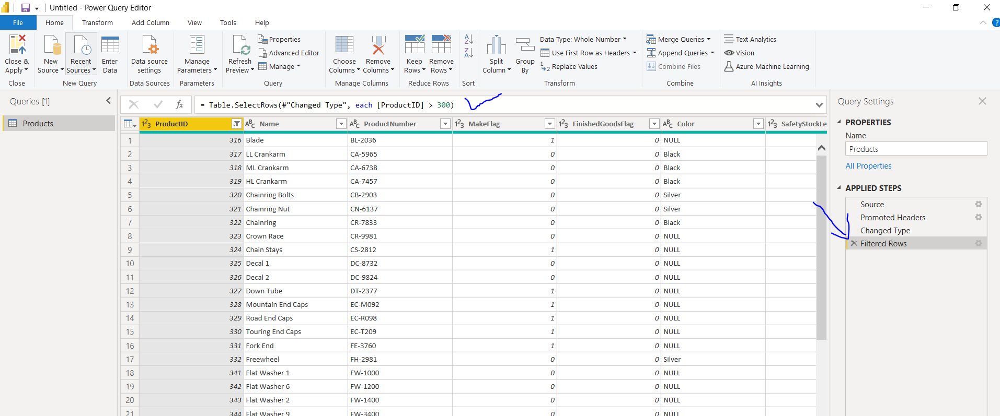 Untitled - Power Query Editor
File Home Transform Add Column View Tools Help
Close & Apply
Close
New Source
Recent Sources
Enter Data
New Query
Data source settings
Data Sources
Manage Parameters
Parameters
Refresh Preview
Properties
Advanced Editor
Manage
Query
Choose Columns
Remove Columns
Manage Columns
Keep Rows
Remove Rows
Reduce Rows
Sort
Split Column
Group By
Data Type: Whole Number
Use First Row as Headers
Replace Values
Transform
Merge Queries
Append Queries
Combine Files
Combine
Text Analytics
Vision
Azure Machine Learning
AI Insights
Queries [1]
Products
= Table.SelectRows(#"Changed Type", each [ProductID] > 300)
ProductID Name ProductNumber MakeFlag FinishedGoodsFlag Color SafetyStockLe
1 316 Blade BL-2036 1 0 NULL
2 317 LL Crankarm CA-5965 0 0 Black
3 318 ML Crankarm CA-6738 0 0 Black
4 319 HL Crankarm CA-7457 0 0 Black
5 320 Chainring Bolts CB-2903 0 0 Silver
6 321 Chainring Nut CN-6137 0 0 Silver
7 322 Chainring CR-7833 0 0 Black
8 323 Crown Race CR-9981 0 0 NULL
9 324 Chain Stays CS-2812 1 0 NULL
10 325 Decal 1 DC-8732 0 0 NULL
11 326 Decal 2 DC-9824 0 0 NULL
12 327 Down Tube DT-2377 1 0 NULL
13 328 Mountain End Caps EC-M092 1 0 NULL
14 329 Road End Caps EC-R098 1 0 NULL
15 330 Touring End Caps EC-T209 1 0 NULL
16 331 Fork End FE-3760 1 0 NULL
17 332 Freewheel FH-2981 0 0 Silver
18 341 Flat Washer 1 FW-1000 0 0 NULL
19 342 Flat Washer 6 FW-1200 0 0 NULL
20 343 Flat Washer 2 FW-1400 0 0 NULL
21 344 Flat Washer 9 FW-3400 0 0 NULL
Query Settings
PROPERTIES
Name
Products
All Properties
APPLIED STEPS
Source
Promoted Headers
Changed Type
Filtered Rows